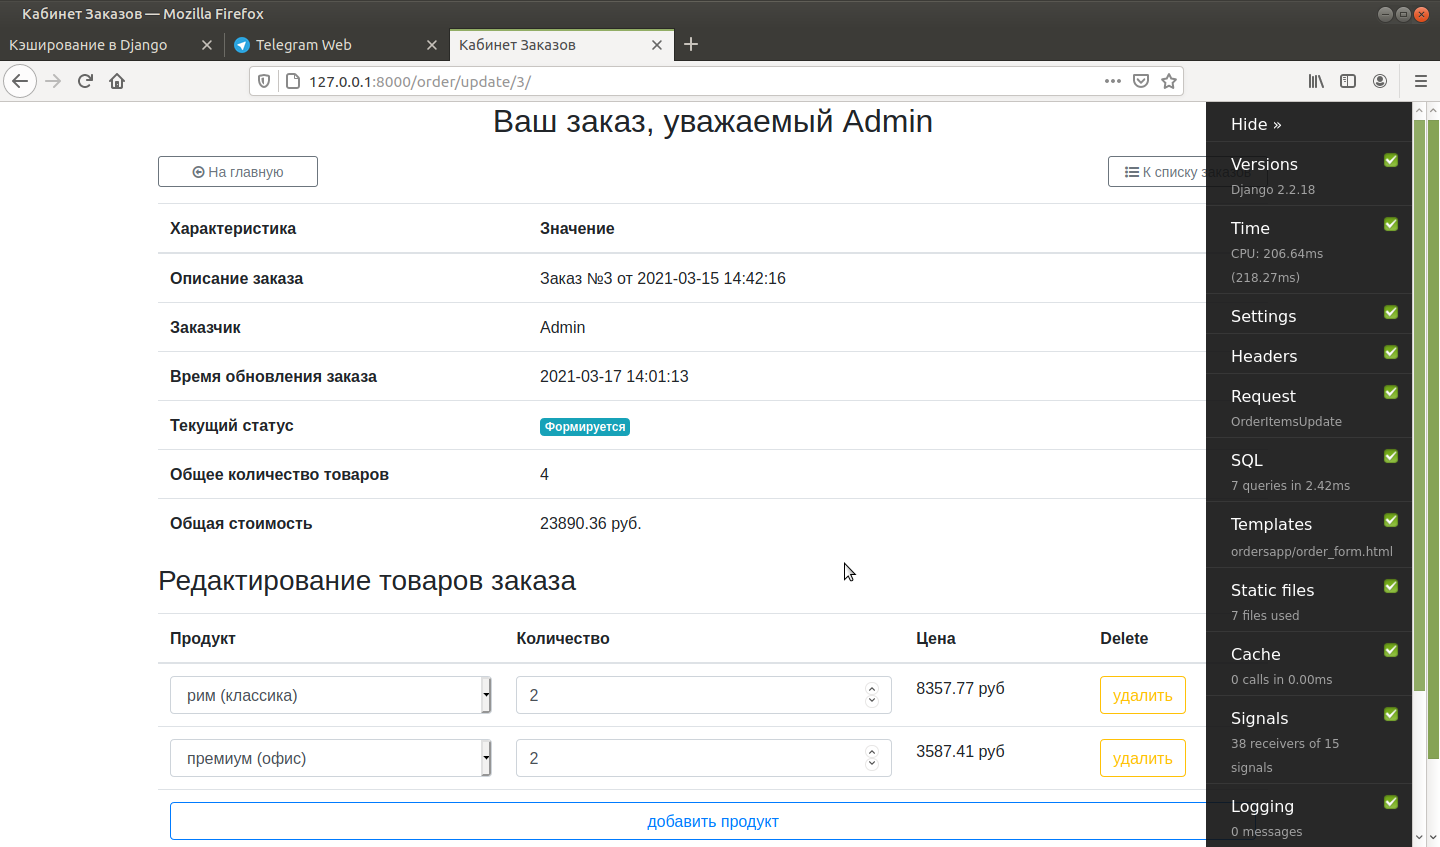 Кабинет Заказов — Mozilla Firefox
Кэширование в Django
Telegram Web
Кабинет Заказов
127.0.0.1:8000/order/update/3/
Ваш заказ, уважаемый Admin
На главную
К списку заказов
Характеристика Значение
Описание заказа Заказ №3 от 2021-03-15 14:42:16
Заказчик Admin
Время обновления заказа 2021-03-17 14:01:13
Текущий статус Формируется
Общее количество товаров 4
Общая стоимость 23890.36 руб.
Редактирование товаров заказа
Продукт Количество Цена Delete
рим (классика) 2 8357.77 руб удалить
премиум (офис) 2 3587.41 руб удалить
добавить продукт
Hide »
Versions
Django 2.2.18
Time
CPU: 206.64ms
(218.27ms)
Settings
Headers
Request
OrderItemsUpdate
SQL
7 queries in 2.42ms
Templates
ordersapp/order_form.html
Static files
7 files used
Cache
0 calls in 0.00ms
Signals
38 receivers of 15
signals
Logging
0 messages